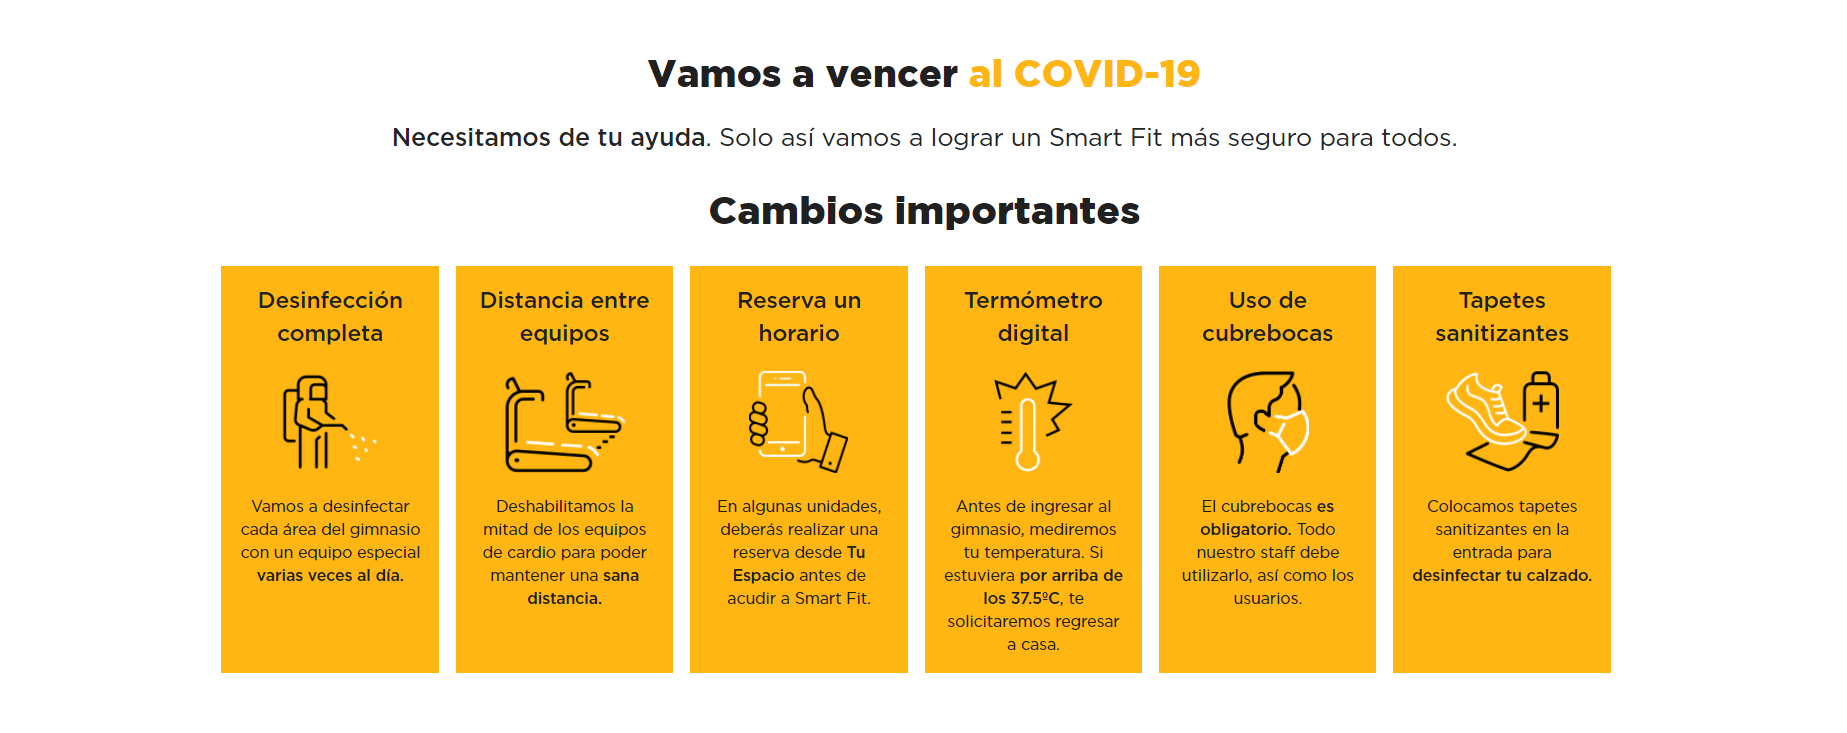 Vamos a vencer al COVID-19
Necesitamos de tu ayuda. Solo así vamos a lograr un Smart Fit más seguro para todos.
Cambios importantes
Desinfección
completa
Vamos a desinfectar
cada área del gimnasio
con un equipo especial
varias veces al día.
Distancia entre
equipos
Deshabilitamos la
mitad de los equipos
de cardio para poder
mantener una sana
distancia.
Reserva un
horario
En algunas unidades,
deberás realizar una
reserva desde Tu
Espacio antes de
acudir a Smart Fit.
Termómetro
digital
Antes de ingresar al
gimnasio, mediremos
tu temperatura. Si
estuviera por arriba de
los 37.5ºC, te
solicitaremos regresar
a casa.
Uso de
cubrebocas
El cubrebocas es
obligatorio. Todo
nuestro staff debe
utilizarlo, así como los
usuarios.
Tapetes
sanitizantes
Colocamos tapetes
sanitizantes en la
entrada para
desinfectar tu calzado.